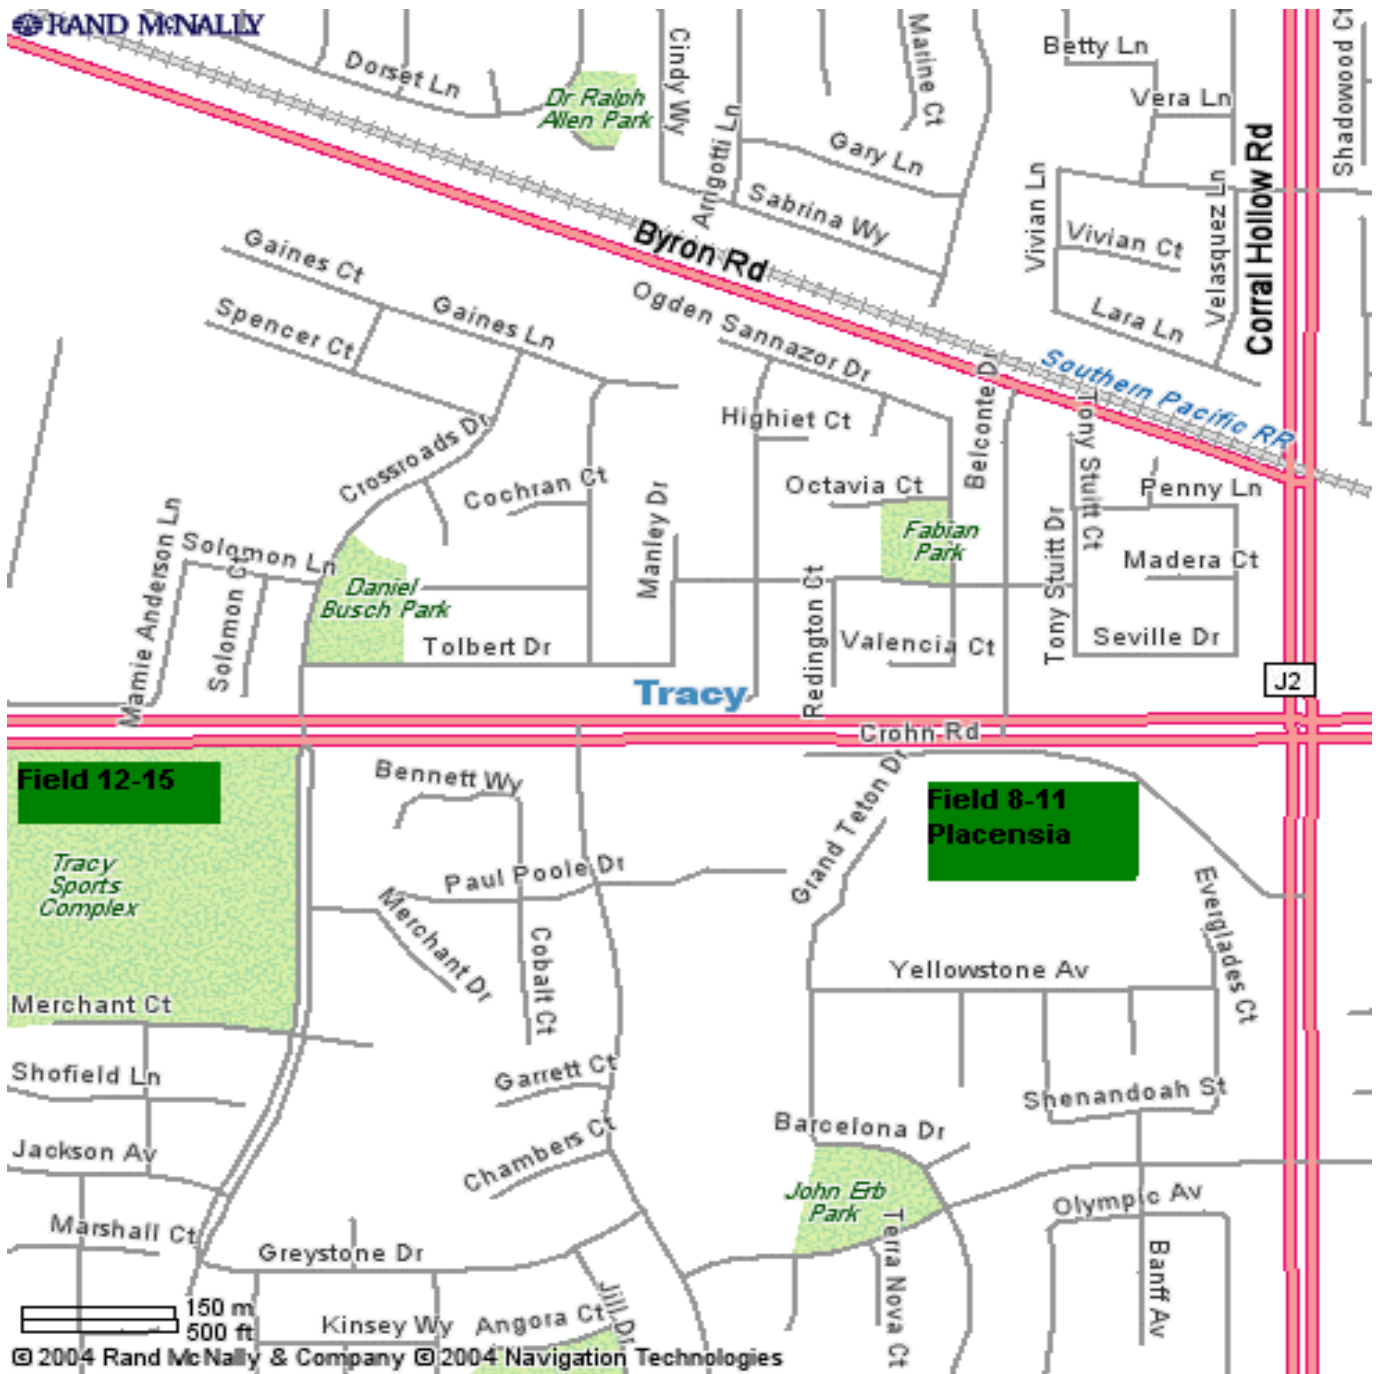 RAND McNALLY
Dorset Ln
Dr Ralph
Allen Park
Cindy Wy
Arrigotti Ln
Marine Ct
Gary Ln
Sabrina Wy
Betty Ln
Vera Ln
Vivian Ln
Vivian Ct
Velasquez Ln
Lara Ln
Corral Hollow Rd
Shadowood Ct
Byron Rd
Southern Pacific RR
Gaines Ct
Gaines Ln
Spencer Ct
Ogden Sannazor Dr
Highiet Ct
Belconte Dr
Tony Stuitt Ct
Crossroads Dr
Cochran Ct
Octavia Ct
Penny Ln
Mamie Anderson Ln
Solomon Ln
Solomon Ct
Daniel
Busch Park
Manley Dr
Fabian
Park
Redington Ct
Tony Stuitt Dr
Madera Ct
Tolbert Dr
Valencia Ct
Seville Dr
Tracy
J2
Crohn Rd
Field 12-15
Bennett Wy
Grand Teton Dr
Field 8-11
Placensia
Tracy
Sports
Complex
Paul Poole Dr
Merchant Dr
Cobalt Ct
Everglades Ct
Yellowstone Av
Merchant Ct
Shofield Ln
Garrett Ct
Shenandoah St
Jackson Av
Chambers Ct
Barcelona Dr
John Erb
Park
Marshall Ct
Greystone Dr
Terra Nova Ct
Olympic Av
Banff Av
150 m
500 ft
Kinsey Wy
Angora Ct
Jill Dr
© 2004 Rand McNally & Company © 2004 Navigation Technologies